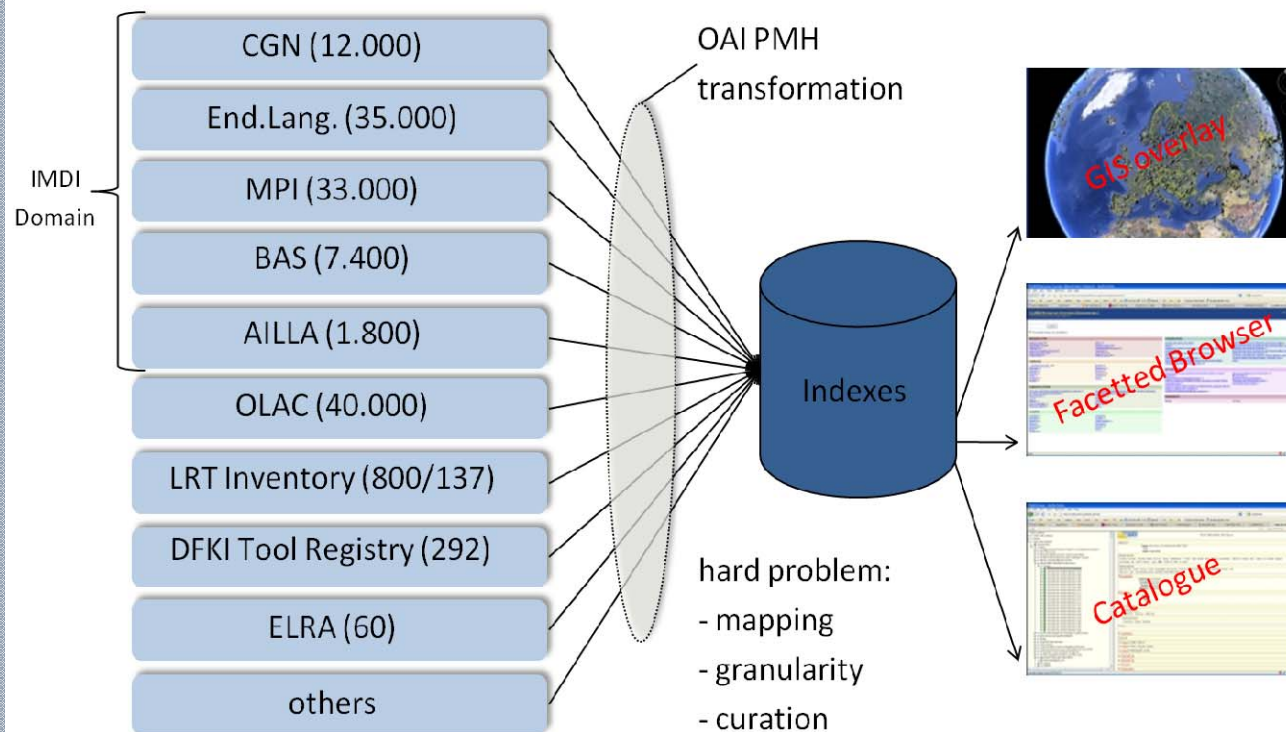 IMDI
Domain
CGN (12.000)
End.Lang. (35.000)
MPI (33.000)
BAS (7.400)
AILLA (1.800)
OLAC (40.000)
LRT Inventory (800/137)
DFKI Tool Registry (292)
ELRA (60)
others
OAI PMH
transformation
Indexes
hard problem:
- mapping
- granularity
- curation
GIS overlay
Facetted Browser
Catalogue